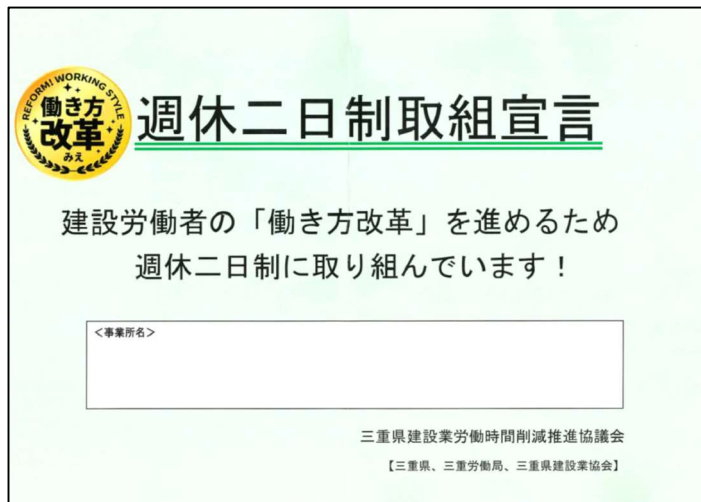 REFORM! WORKING STYLE
働き方
改革
みえ
週休二日制取組宣言
建設労働者の「働き方改革」を進めるため
週休二日制に取り組んでいます！
＜事業所名＞
三重県建設業労働時間削減推進協議会
【三重県、三重労働局、三重県建設業協会】